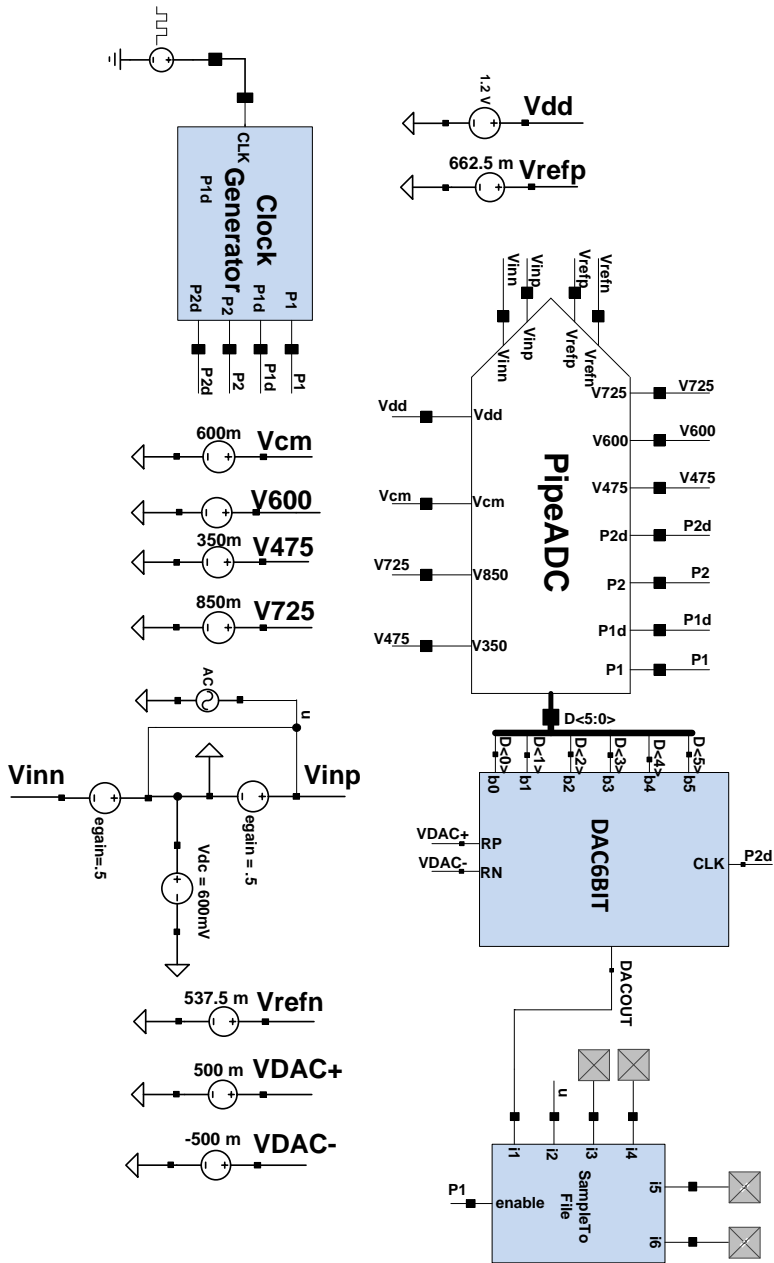 CLK
Clock
Generator
P1d
P1
P1d
P2
P2d
P1
P1d
P2
P2d
1.2 V
Vdd
662.5 m
Vrefp
600m
Vcm
V600
350m
V475
850m
V725
AC
u
Vinn
Vinp
egain=.5
egain = .5
Vdc = 600mV
537.5 m
Vrefn
500 m
VDAC+
-500 m
VDAC-
Vinn
Vinp
Vrefp
Vrefn
Vinn
Vinp
Vrefp
Vrefn
PipeADC
Vdd
Vdd
Vcm
Vcm
V725
V850
V475
V350
V725
V725
V600
V600
V475
V475
P2d
P2d
P2
P2
P1d
P1d
P1
P1
D<5:0>
D<0>
D<1>
D<2>
D<3>
D<4>
D<5>
b0
b1
b2
b3
b4
b5
VDAC+
RP
VDAC-
RN
DAC6BIT
CLK
P2d
DACOUT
u
i1
i2
i3
i4
P1
enable
SampleTo
File
i5
i6